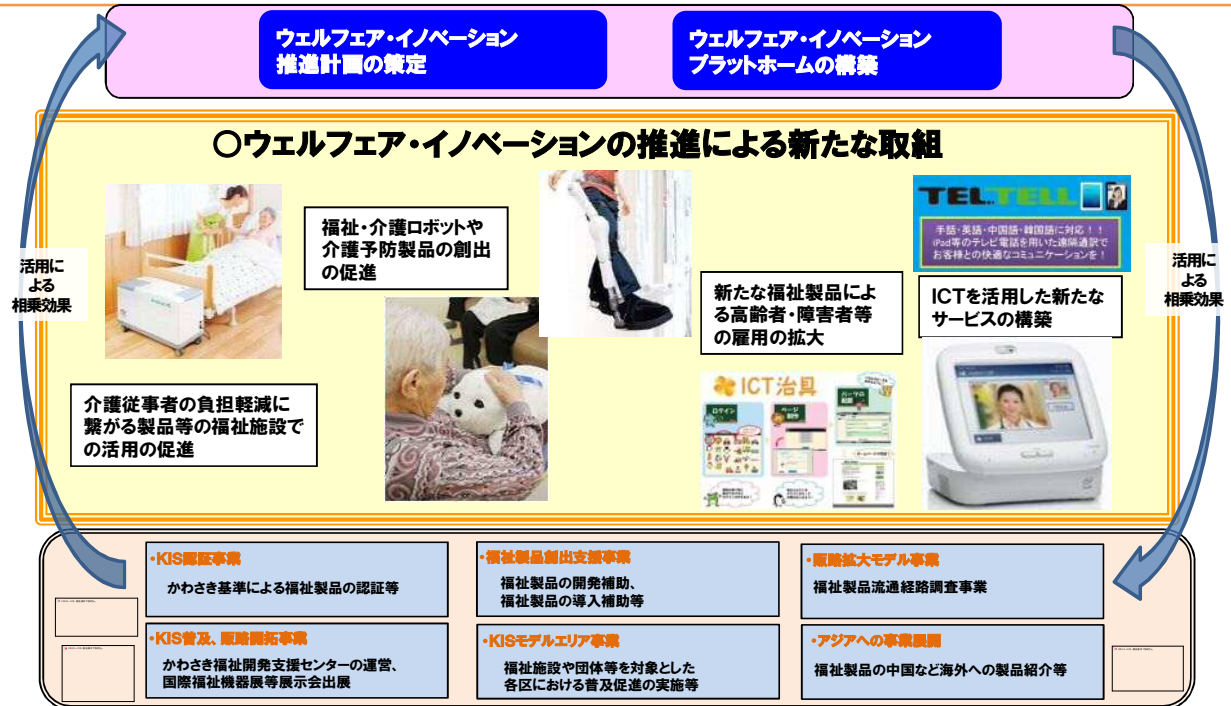 ウェルフェア・イノベーション
推進計画の策定
ウェルフェア・イノベーション
プラットホームの構築
〇ウェルフェア・イノベーションの推進による新たな取組
活用に
よる
相乗効果
福祉・介護ロボットや
介護予防製品の創出
の促進
介護従事者の負担軽減に
繋がる製品等の福祉施設で
の活用の促進
新たな福祉製品によ
る高齢者・障害者等
の雇用の拡大
TEL..TELL
手話・英語・中国語・韓国語に対応！！
iPad等のテレビ電話を用いた遠隔通訳で
お客様との快適なコミュニケーションを！
ICTを活用した新たな
サービスの構築
ICT治具
ログイン
ページ
パーツの
活用に
よる
相乗効果
・KIS認証事業
かわさき基準による福祉製品の認証等
・福祉製品創出支援事業
福祉製品の開発補助、
福祉製品の導入補助等
・販路拡大モデル事業
福祉製品流通経路調査事業
・KIS普及、販路開拓事業
かわさき福祉開発支援センターの運営、
国際福祉機器展等展示会出展
・KISモデルエリア事業
福祉施設や団体等を対象とした
各区における普及促進の実施等
・アジアへの事業展開
福祉製品の中国など海外への製品紹介等